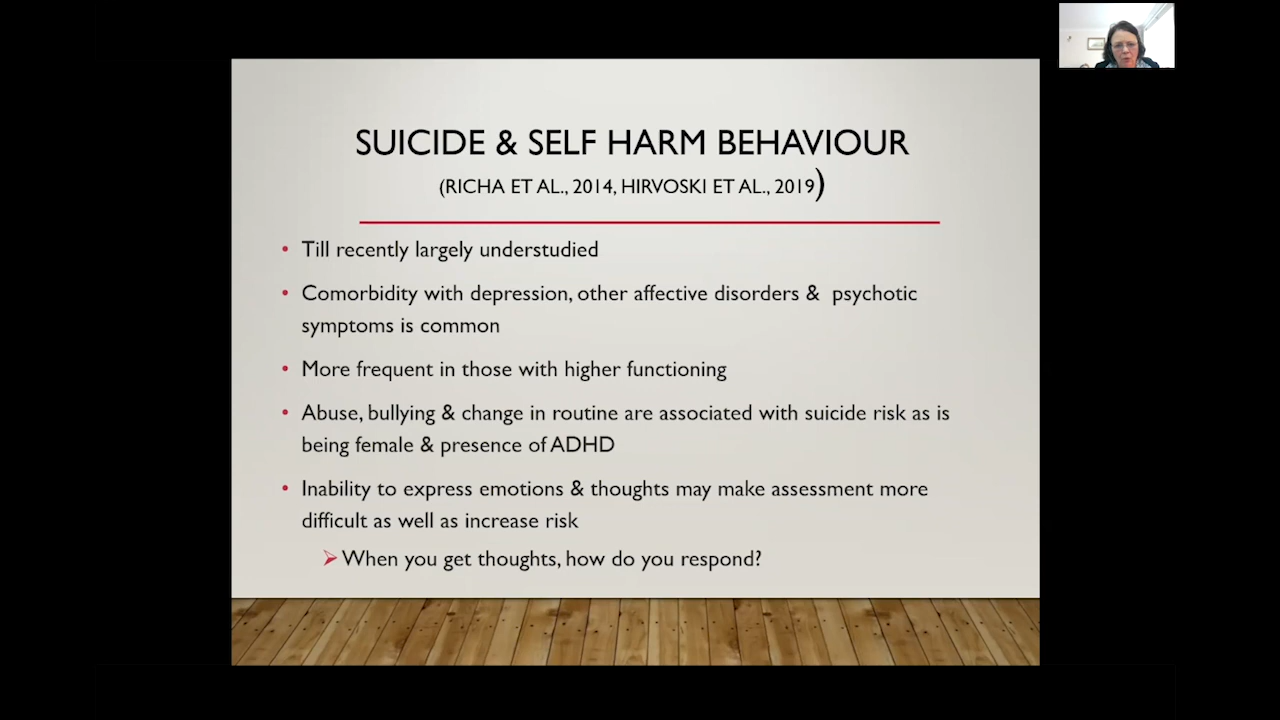 SUICIDE & SELF HARM BEHAVIOUR
(RICHA ET AL., 2014, HIRVOSKI ET AL., 2019)
• Till recently largely understudied
• Comorbidity with depression, other affective disorders & psychotic
symptoms is common
• More frequent in those with higher functioning
• Abuse, bullying & change in routine are associated with suicide risk as is
being female & presence of ADHD
• Inability to express emotions & thoughts may make assessment more
difficult as well as increase risk
➢ When you get thoughts, how do you respond?